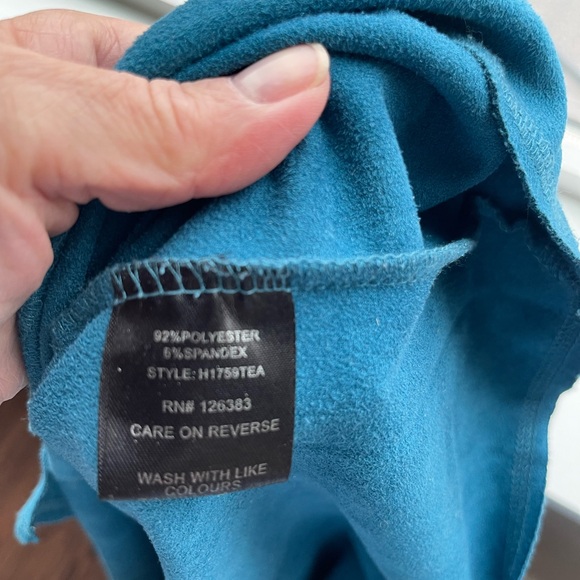 92%POLYESTER
8%SPANDEX
STYLE: H1759TEA
RN# 126383
CARE ON REVERSE
WASH WITH LIKE
COLOURS